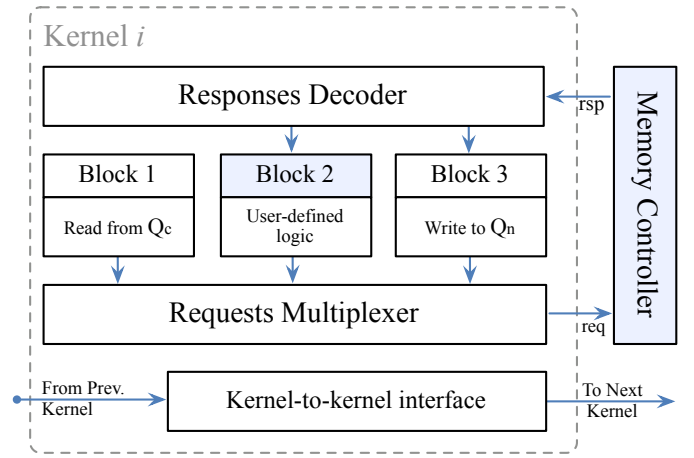 Kernel i
Responses Decoder
rsp
Memory Controller
Block 1
Block 2
Block 3
Read from Qc
User-defined
logic
Write to Qn
Requests Multiplexer
req
From Prev.
Kernel
Kernel-to-kernel interface
To Next
Kernel